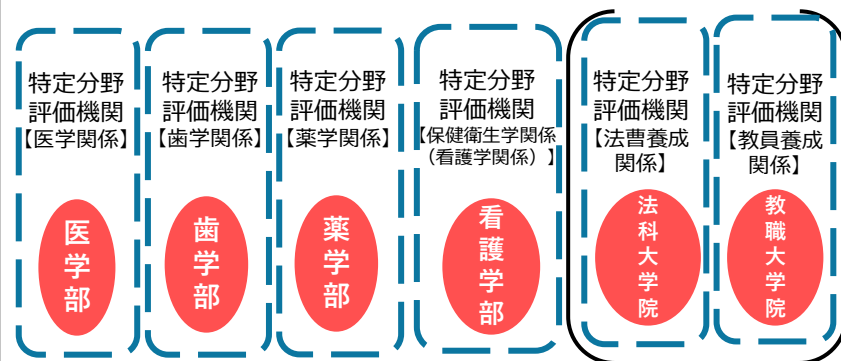 特定分野
評価機関
【医学関係】
医学部
特定分野
評価機関
【歯学関係】
歯学部
特定分野
評価機関
【薬学関係】
薬学部
特定分野
評価機関
【保健衛生学関係
（看護学関係）】
看護学部
特定分野
評価機関
【法曹養成
関係】
法科大学院
特定分野
評価機関
【教員養成
関係】
教職大学院